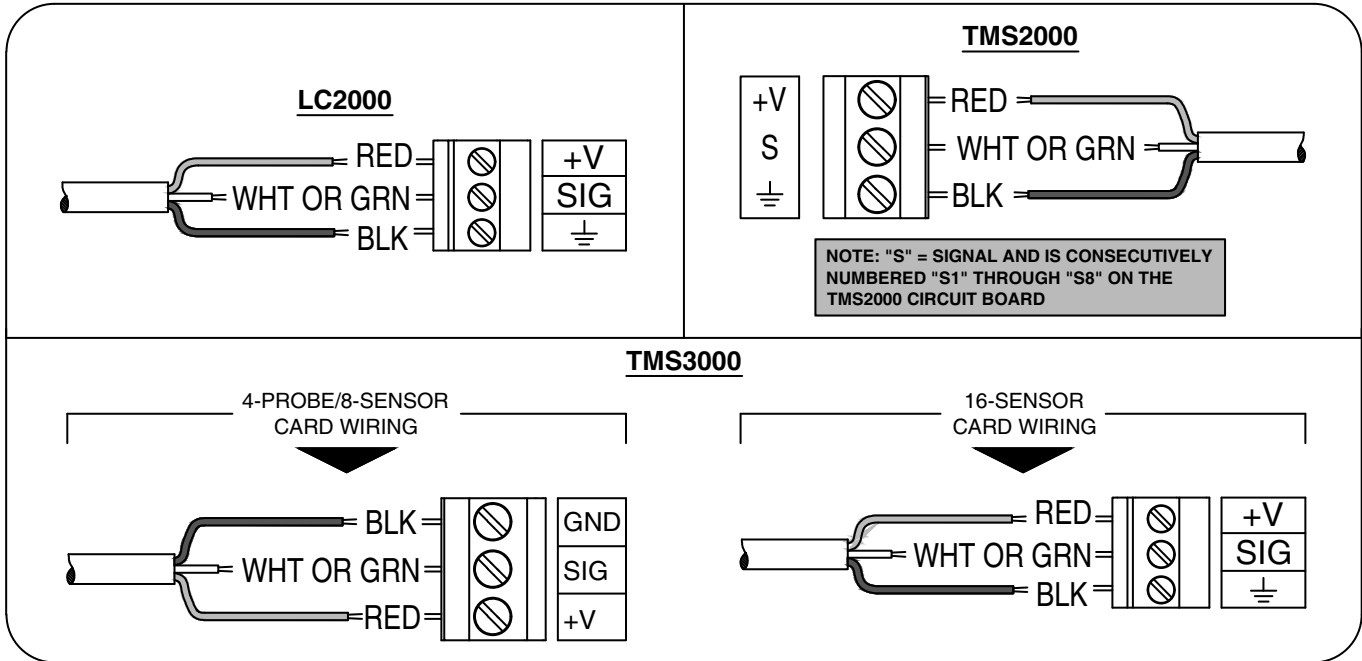 LC2000
RED
+V
WHT OR GRN
SIG
BLK
TMS2000
+V
RED
S
WHT OR GRN
BLK
NOTE: "S" = SIGNAL AND IS CONSECUTIVELY
NUMBERED "S1" THROUGH "S8" ON THE
TMS2000 CIRCUIT BOARD
TMS3000
4-PROBE/8-SENSOR
CARD WIRING
BLK
GND
WHT OR GRN
SIG
RED
+V
16-SENSOR
CARD WIRING
RED
+V
WHT OR GRN
SIG
BLK